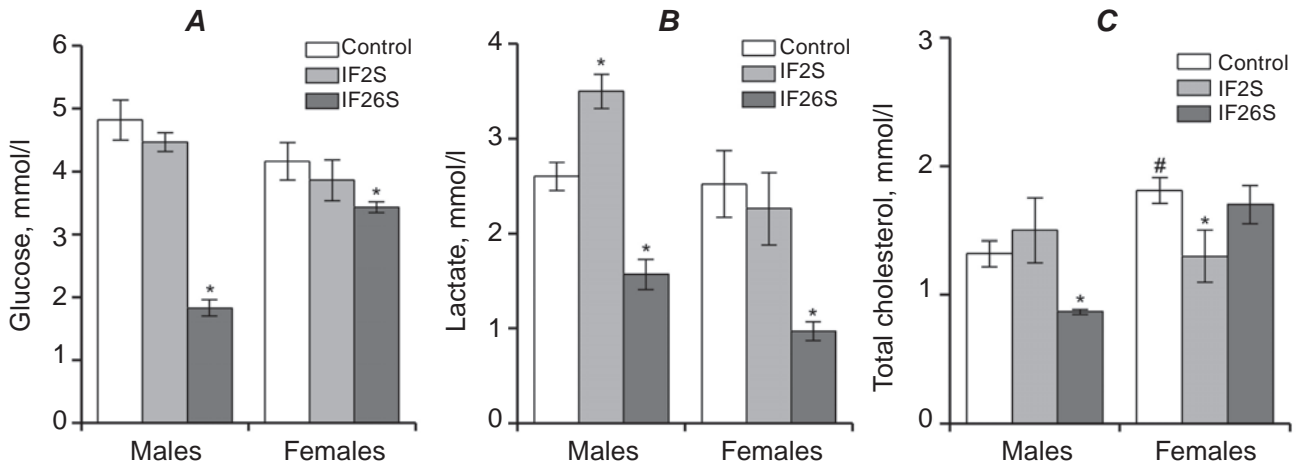 A
Glucose, mmol/l
6
5
4
3
2
1
0
Control
IF2S
IF26S
*
*
Males Females
B
Lactate, mmol/l
4
3
2
1
0
Control
IF2S
IF26S
*
*
*
Males Females
C
Total cholesterol, mmol/l
3
2
1
0
Control
IF2S
IF26S
#
*
*
Males Females